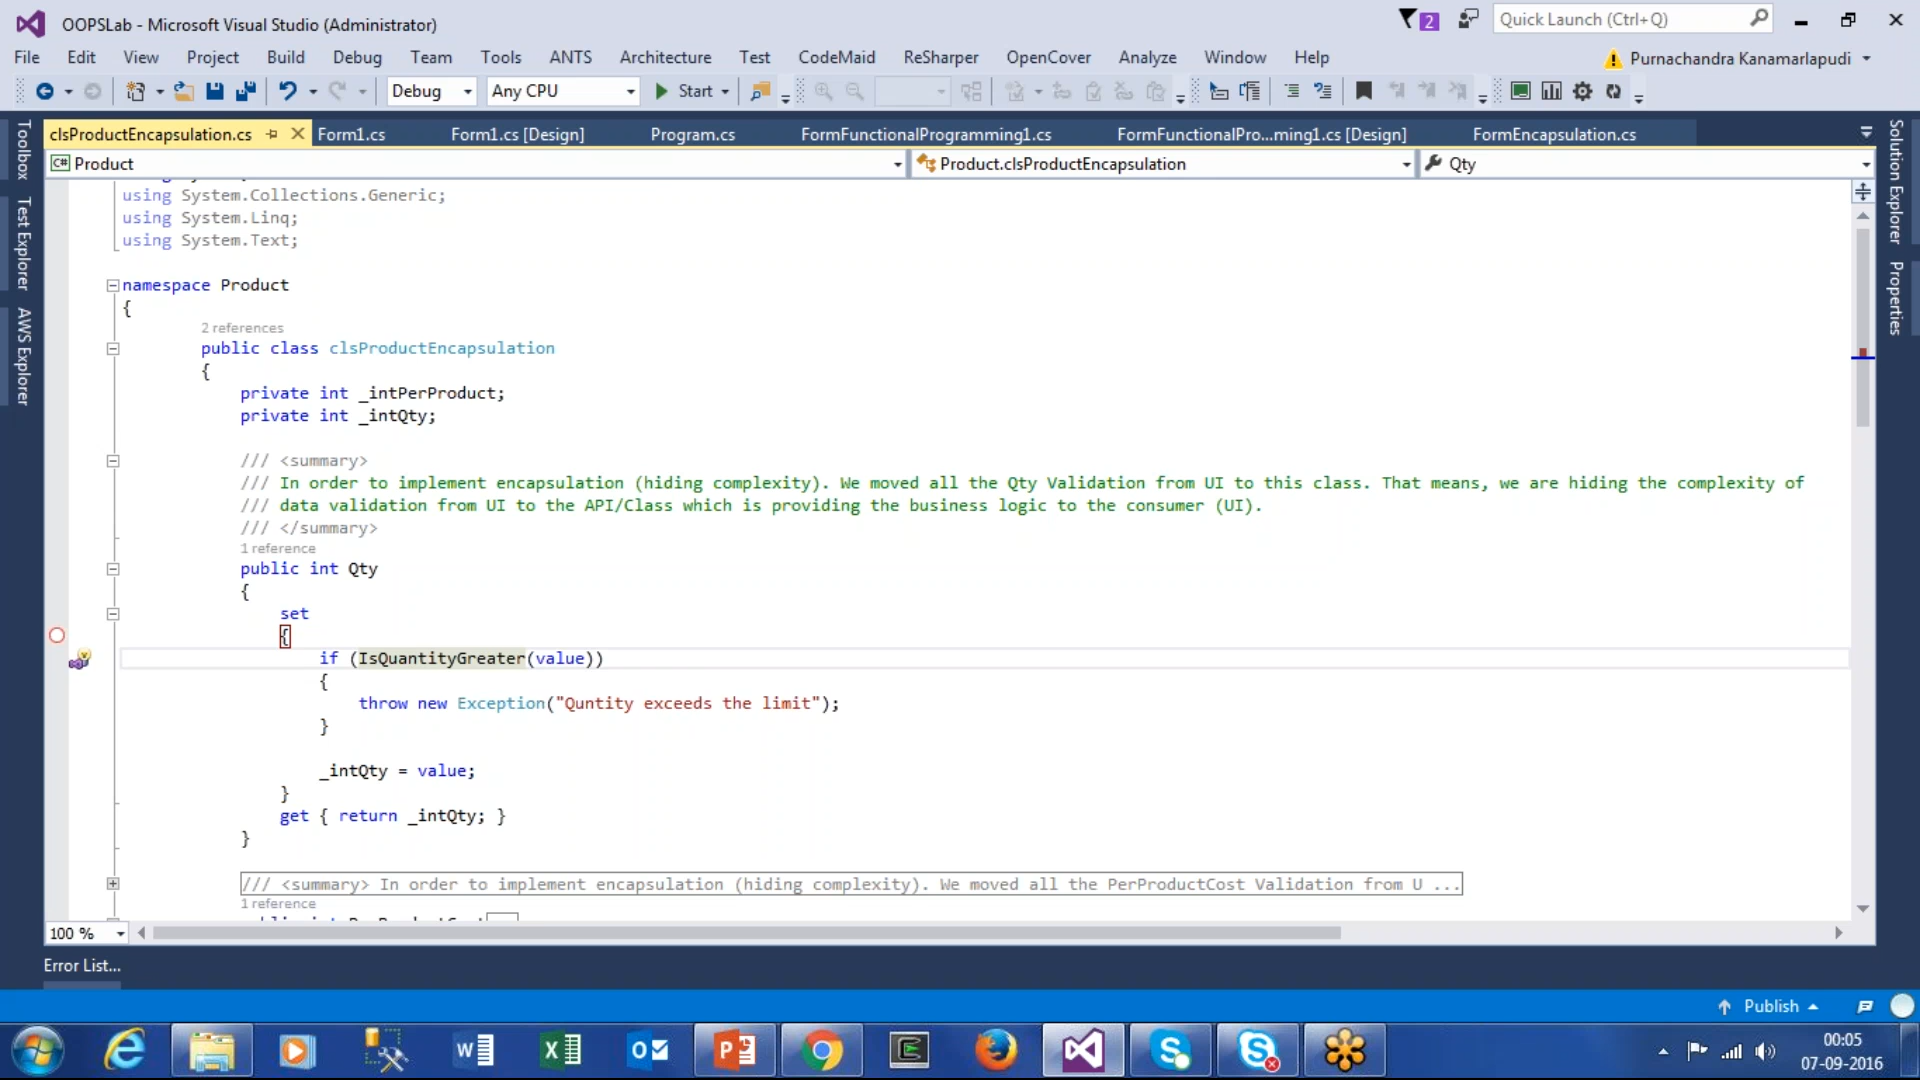 OOPSLab - Microsoft Visual Studio (Administrator)
2
Quick Launch (Ctrl+Q)
File Edit View Project Build Debug Team Tools ANTS Architecture Test CodeMaid ReSharper OpenCover Analyze Window Help
Purnachandra Kanamarlapudi
Debug Any CPU Start
clsProductEncapsulation.cs Form1.cs Form1.cs [Design] Program.cs FormFunctionalProgramming1.cs FormFunctionalPro...ming1.cs [Design] FormEncapsulation.cs
Product Product.clsProductEncapsulation Qty
Toolbox
Test Explorer
AWS Explorer
Solution Explorer
Properties
using System.Collections.Generic;
using System.Linq;
using System.Text;
namespace Product
{
2 references
public class clsProductEncapsulation
{
private int _intPerProduct;
private int _intQty;
/// <summary>
/// In order to implement encapsulation (hiding complexity). We moved all the Qty Validation from UI to this class. That means, we are hiding the complexity of
/// data validation from UI to the API/Class which is providing the business logic to the consumer (UI).
/// </summary>
1 reference
public int Qty
{
set
{
if (IsQuantityGreater(value))
{
throw new Exception("Quntity exceeds the limit");
}
_intQty = value;
}
get { return _intQty; }
}
/// <summary> In order to implement encapsulation (hiding complexity). We moved all the PerProductCost Validation from U ...
1 reference
100 %
Error List...
Publish
00:05
07-09-2016